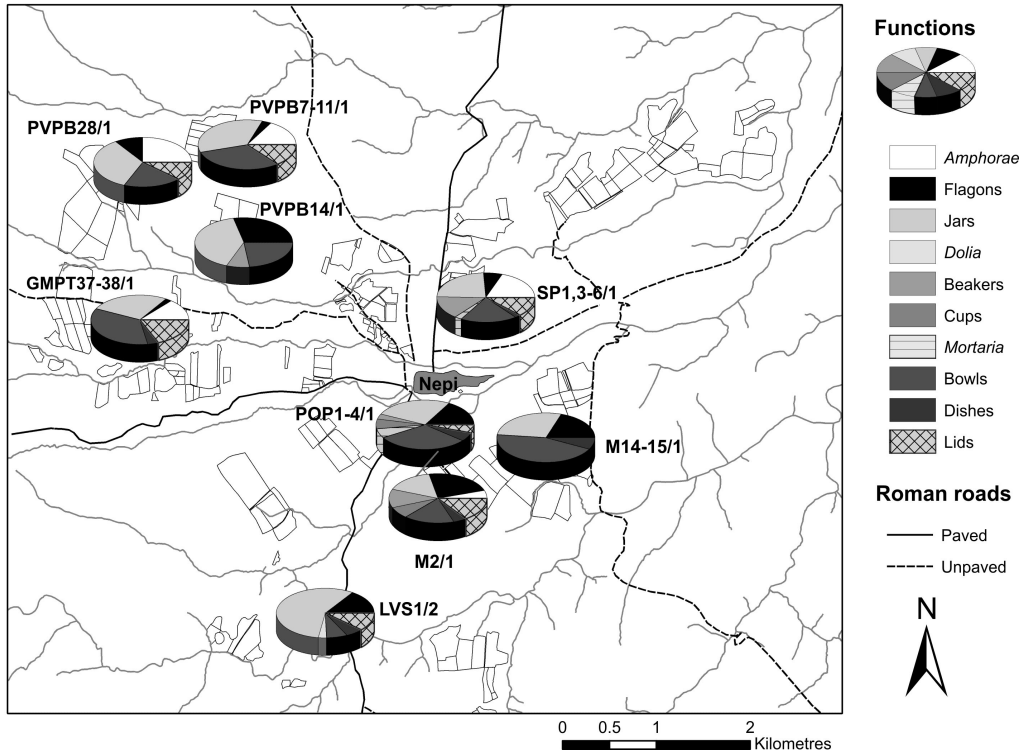 Functions
PVPB7-11/1
PVPB28/1
Amphorae
Flagons
PVPB14/1
Jars
Dolia
GMPT37-38/1
Beakers
SP1,3-6/1
Cups
Mortaria
Nepi
Bowls
POP1-4/1
Dishes
M14-15/1
Lids
Roman roads
Paved
M2/1
Unpaved
LVS1/2
N
0 0.5 1 2
Kilometres